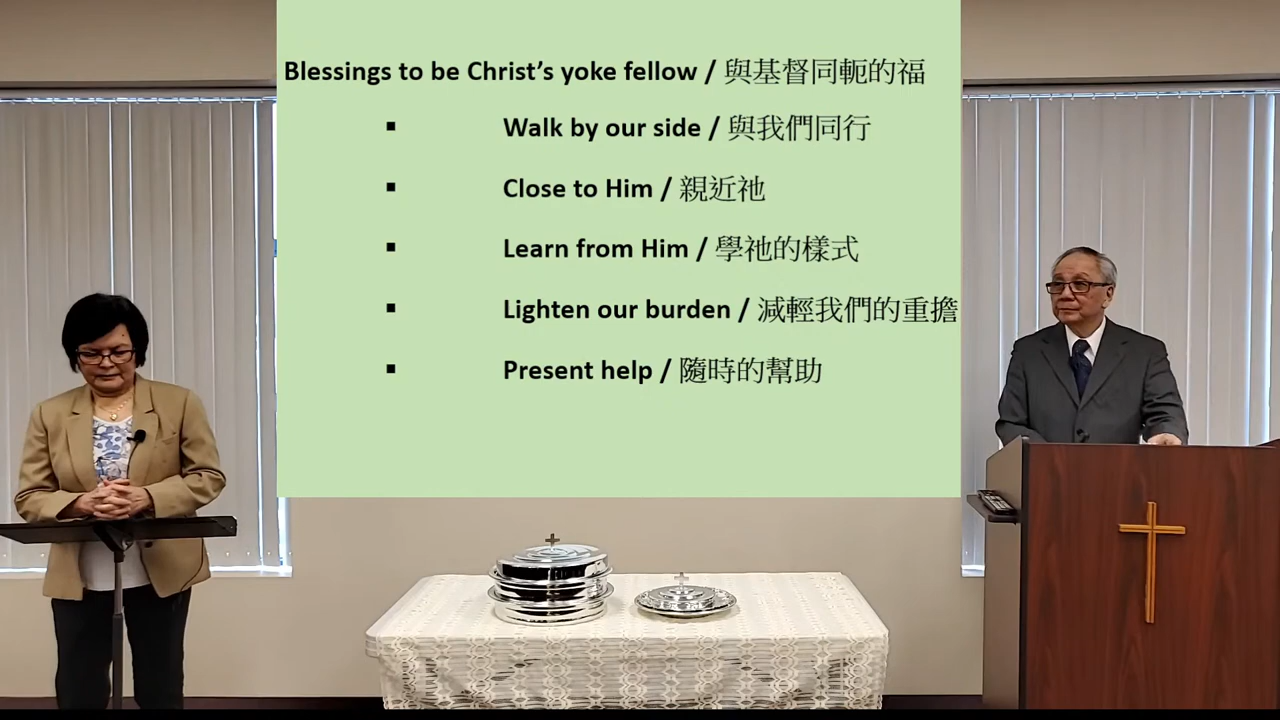 Blessings to be Christ's yoke fellow / 與基督同軛的福
▪ Walk by our side / 與我們同行
▪ Close to Him / 親近祂
▪ Learn from Him / 學祂的樣式
▪ Lighten our burden / 減輕我們的重擔
▪ Present help / 隨時的幫助